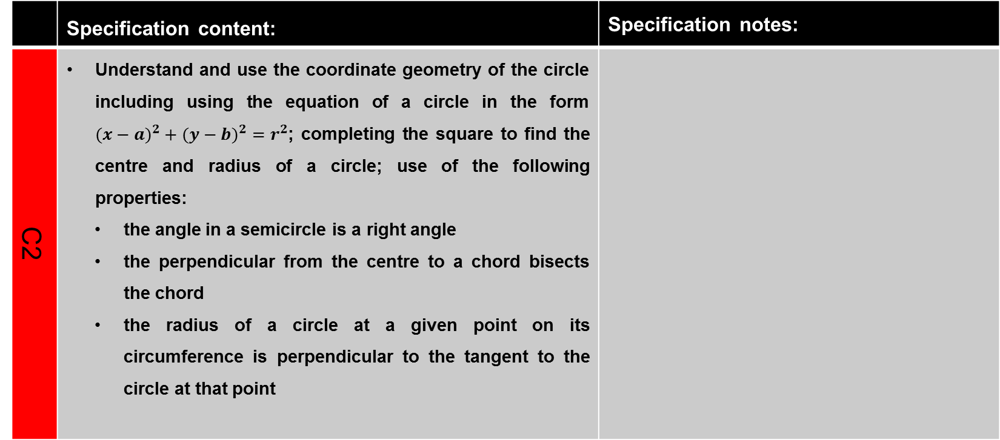 Specification content:
Specification notes:
C2
• Understand and use the coordinate geometry of the circle
including using the equation of a circle in the form
(x − a)² + (y − b)² = r²; completing the square to find the
centre and radius of a circle; use of the following
properties:
• the angle in a semicircle is a right angle
• the perpendicular from the centre to a chord bisects
the chord
• the radius of a circle at a given point on its
circumference is perpendicular to the tangent to the
circle at that point